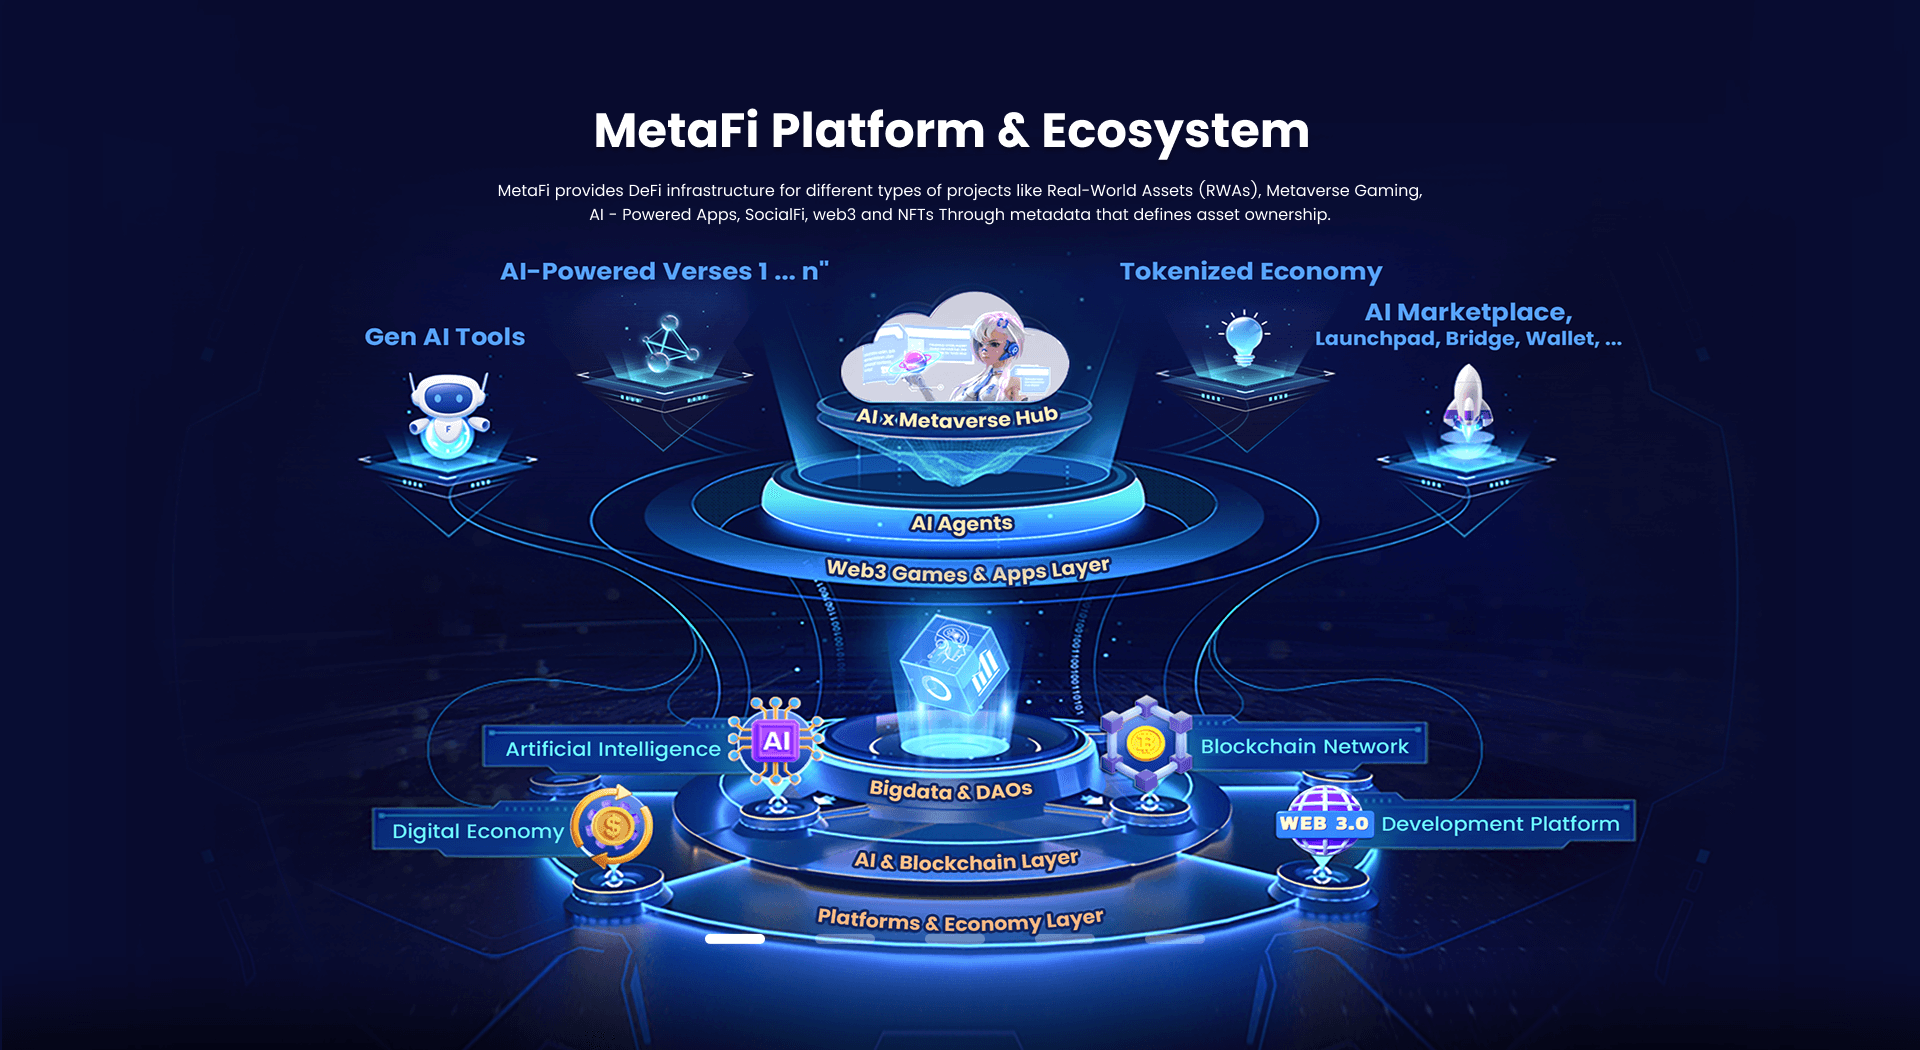 MetaFi Platform & Ecosystem
MetaFi provides DeFi infrastructure for different types of projects like Real-World Assets (RWAs), Metaverse Gaming,
AI - Powered Apps, SocialFi, web3 and NFTs Through metadata that defines asset ownership.
AI-Powered Verses 1 ... n"
Tokenized Economy
Gen AI Tools
AI Marketplace,
Launchpad, Bridge, Wallet, ...
F
AI x Metaverse Hub
AI Agents
Web3 Games & Apps Layer
Artificial Intelligence
AI
Blockchain Network
Bigdata & DAOs
Digital Economy
WEB 3.0
Development Platform
AI & Blockchain Layer
Platforms & Economy Layer